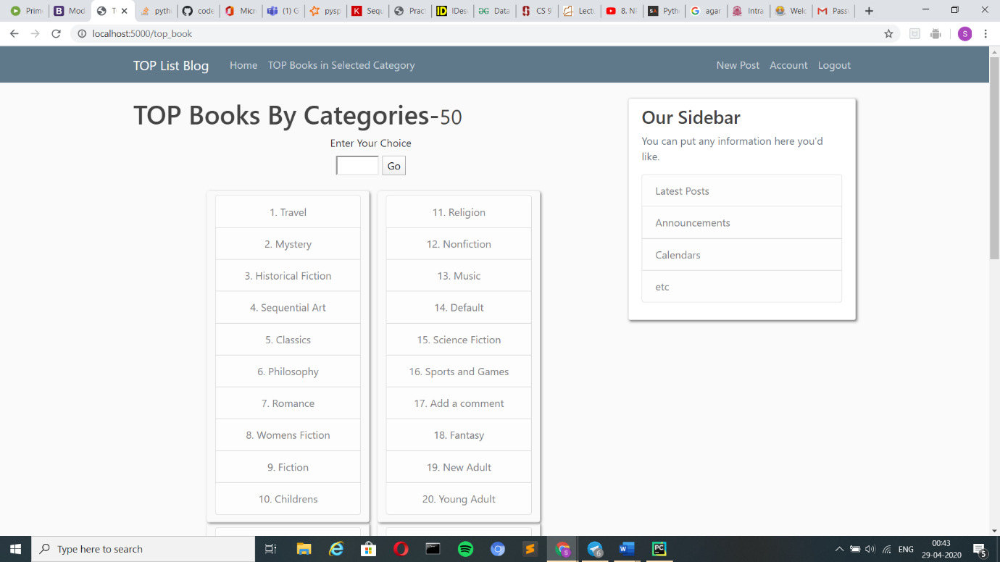 Prim
Mod
T
pyth
code
Micr
(1) G
pysp
Sequ
Prac
IDes
Data
CS 9
Lectu
8. NF
Pyth
agar
Intra
Welc
Pass
localhost:5000/top_book
TOP List Blog
Home
TOP Books in Selected Category
New Post
Account
Logout
TOP Books By Categories-50
Enter Your Choice
Go
1. Travel
2. Mystery
3. Historical Fiction
4. Sequential Art
5. Classics
6. Philosophy
7. Romance
8. Womens Fiction
9. Fiction
10. Childrens
11. Religion
12. Nonfiction
13. Music
14. Default
15. Science Fiction
16. Sports and Games
17. Add a comment
18. Fantasy
19. New Adult
20. Young Adult
Our Sidebar
You can put any information here you'd
like.
Latest Posts
Announcements
Calendars
etc
Type here to search
ENG
00:43
29-04-2020